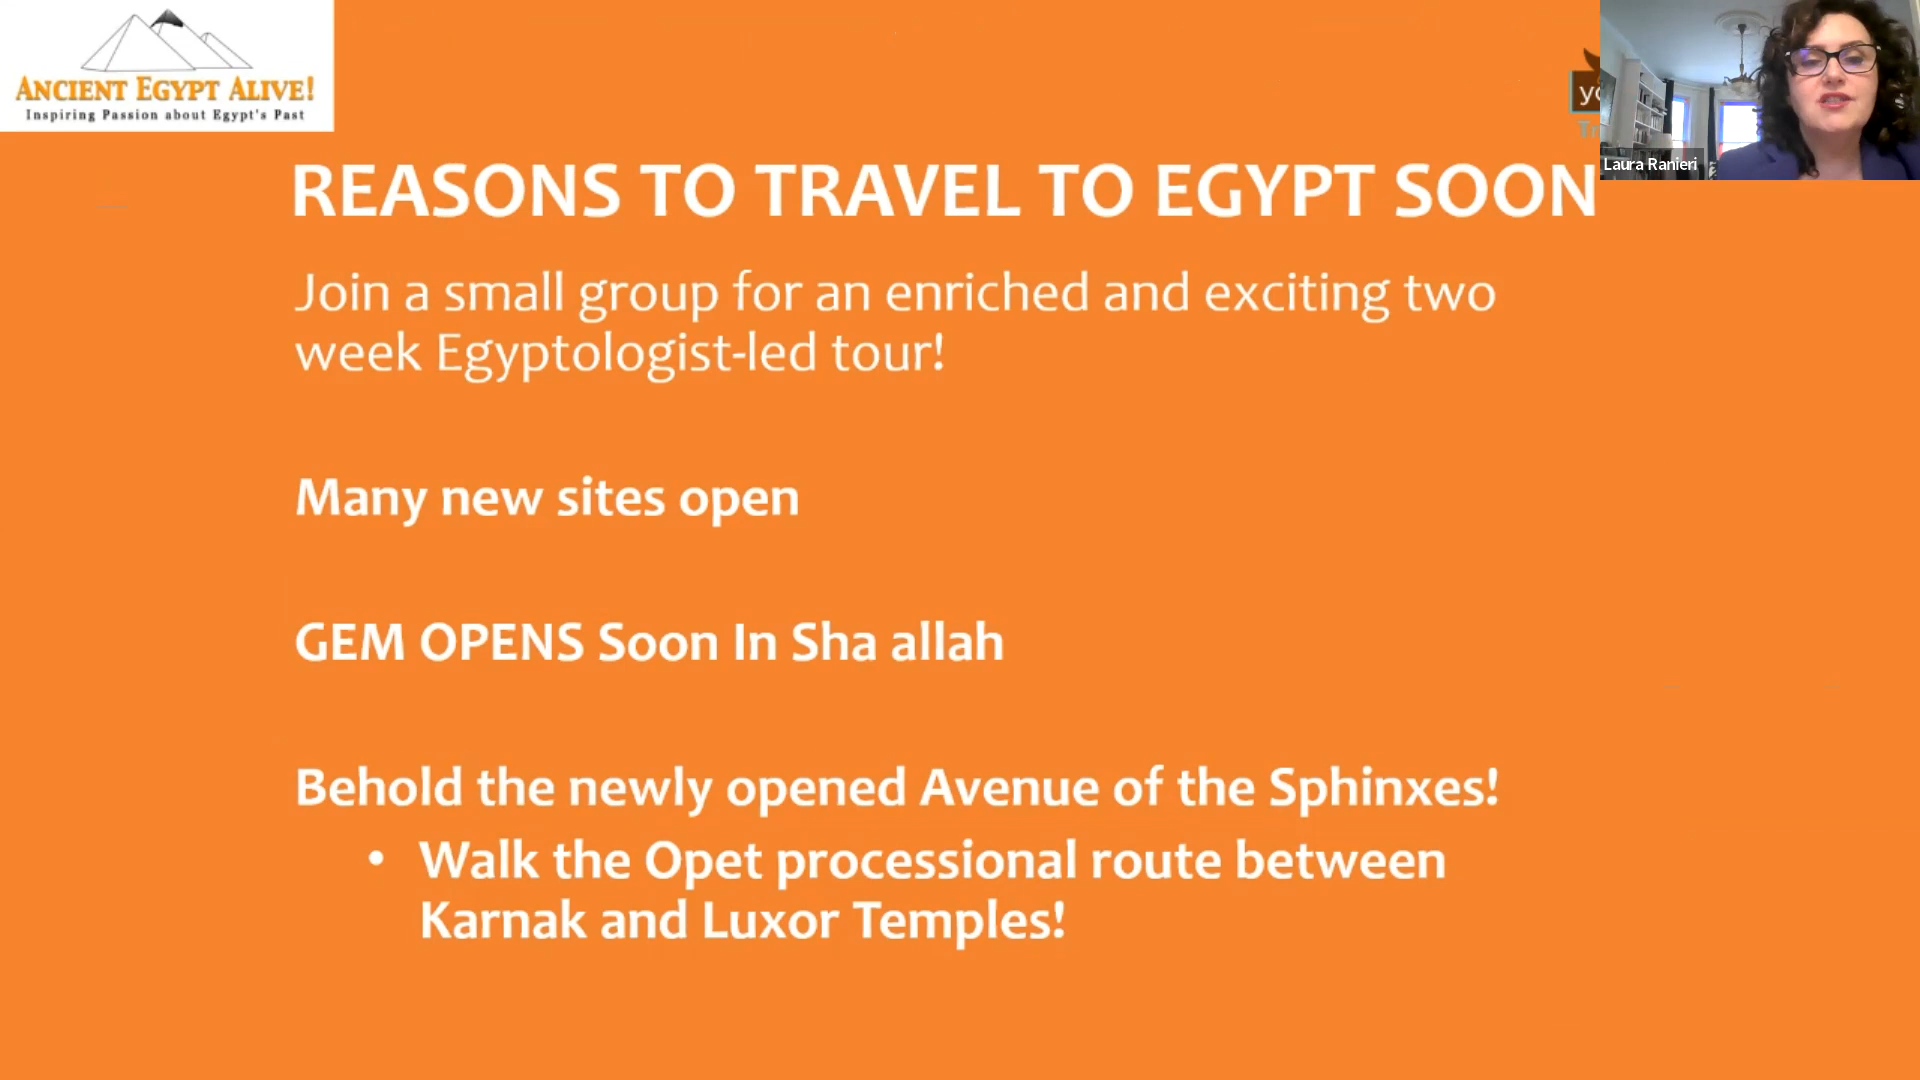 ANCIENT EGYPT ALIVE!
Inspiring Passion about Egypt's Past
Laura Ranieri
REASONS TO TRAVEL TO EGYPT SOON
Join a small group for an enriched and exciting two
week Egyptologist-led tour!
Many new sites open
GEM OPENS Soon In Sha allah
Behold the newly opened Avenue of the Sphinxes!
• Walk the Opet processional route between
Karnak and Luxor Temples!